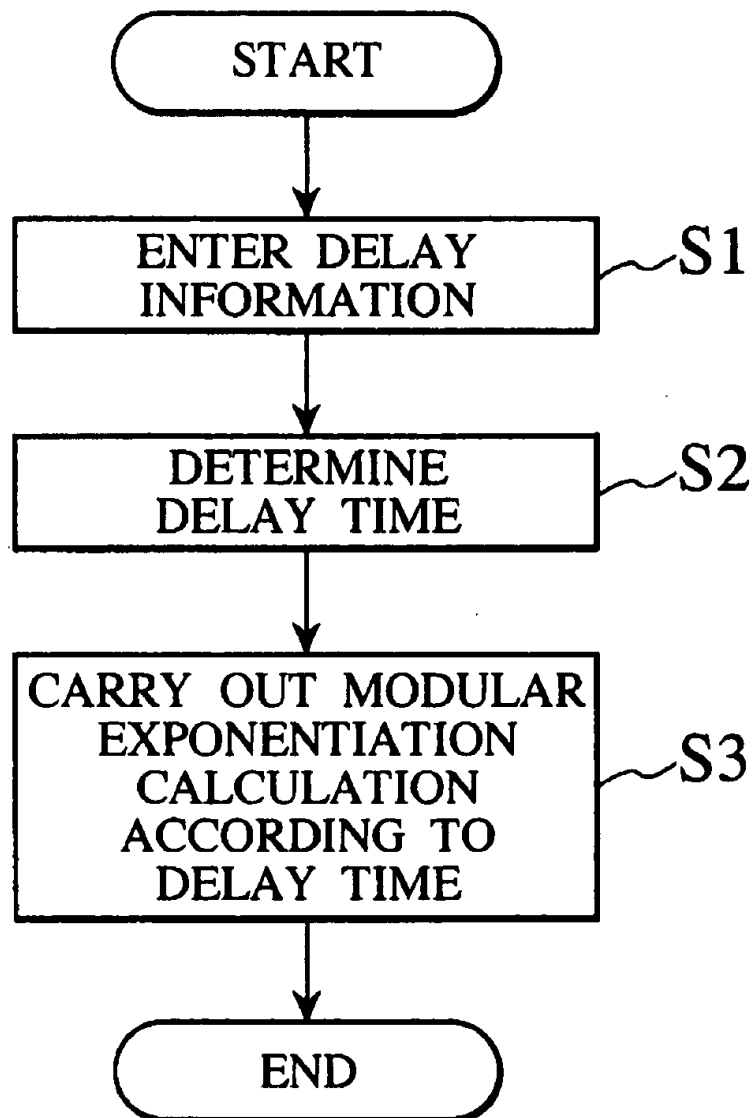 START
ENTER DELAY
INFORMATION
S1
DETERMINE
DELAY TIME
S2
CARRY OUT MODULAR
EXPONENTIATION
CALCULATION
ACCORDING TO
DELAY TIME
S3
END